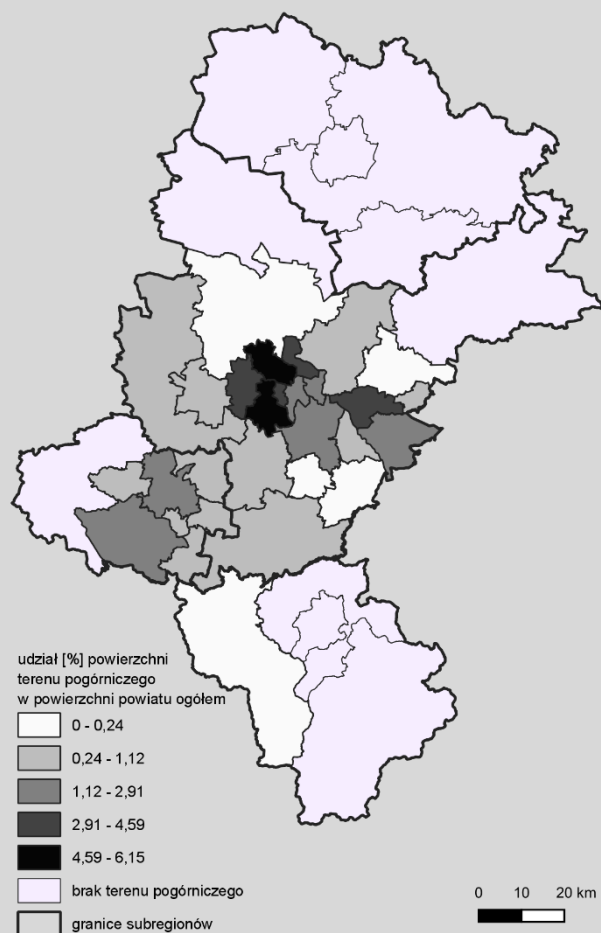 udział [%] powierzchni
terenu pogórniczego
w powierzchni powiatu ogółem
0 - 0,24
0,24 - 1,12
1,12 - 2,91
2,91 - 4,59
4,59 - 6,15
brak terenu pogórniczego
granice subregionów
0 10 20 km